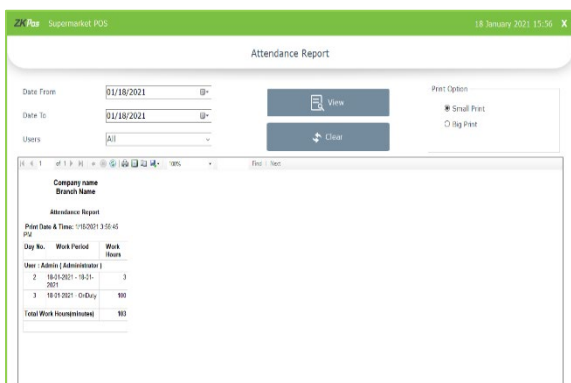 ZKPos Supermarket POS 18 January 2021 15:56 X
Attendance Report
Date From 01/18/2021
Date To 01/18/2021
Users All
View
Clear
Print Option
Small Print
Big Print
1 of 1 100% Find | Next
Company name
Branch Name
Attendance Report
Print Date & Time: 1/18/2021 3:55:45
PM
Day No. Work Period Work
Hours
User : Admin ( Administrator )
2 18-01-2021 - 18-01-
2021 3
3 18-01-2021 - OnDuty 180
Total Work Hours(minutes) 183